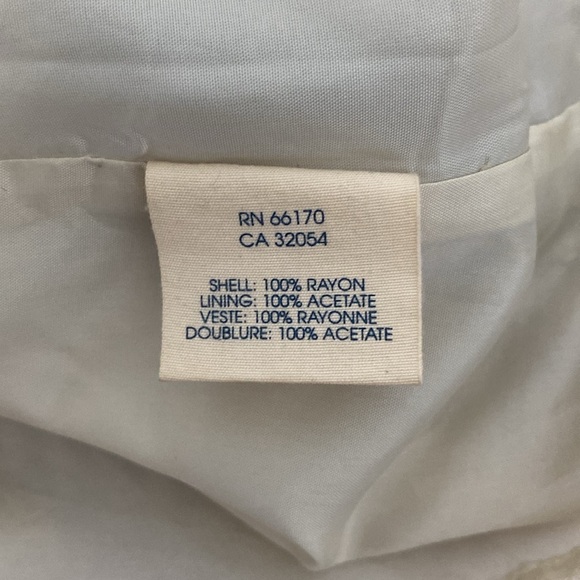 RN 66170
CA 32054
SHELL: 100% RAYON
LINING: 100% ACETATE
VESTE: 100% RAYONNE
DOUBLURE: 100% ACETATE